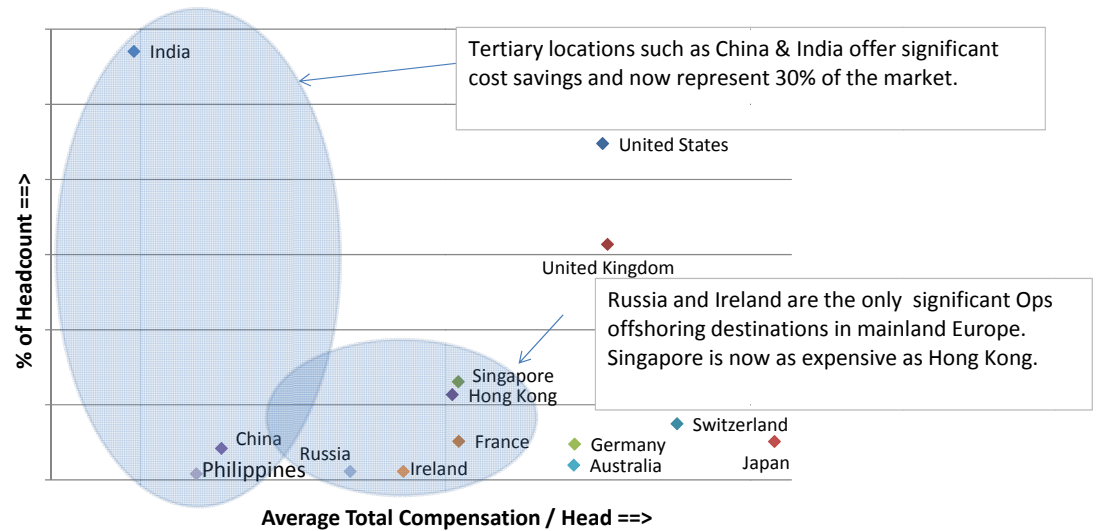 India
Tertiary locations such as China & India offer significant
cost savings and now represent 30% of the market.
United States
United Kingdom
Russia and Ireland are the only  significant Ops
offshoring destinations in mainland Europe.
Singapore is now as expensive as Hong Kong.
Singapore
Hong Kong
Switzerland
China
Russia
France
Germany
Philippines
Ireland
Australia
Japan
% of Headcount ==>
Average Total Compensation / Head ==>